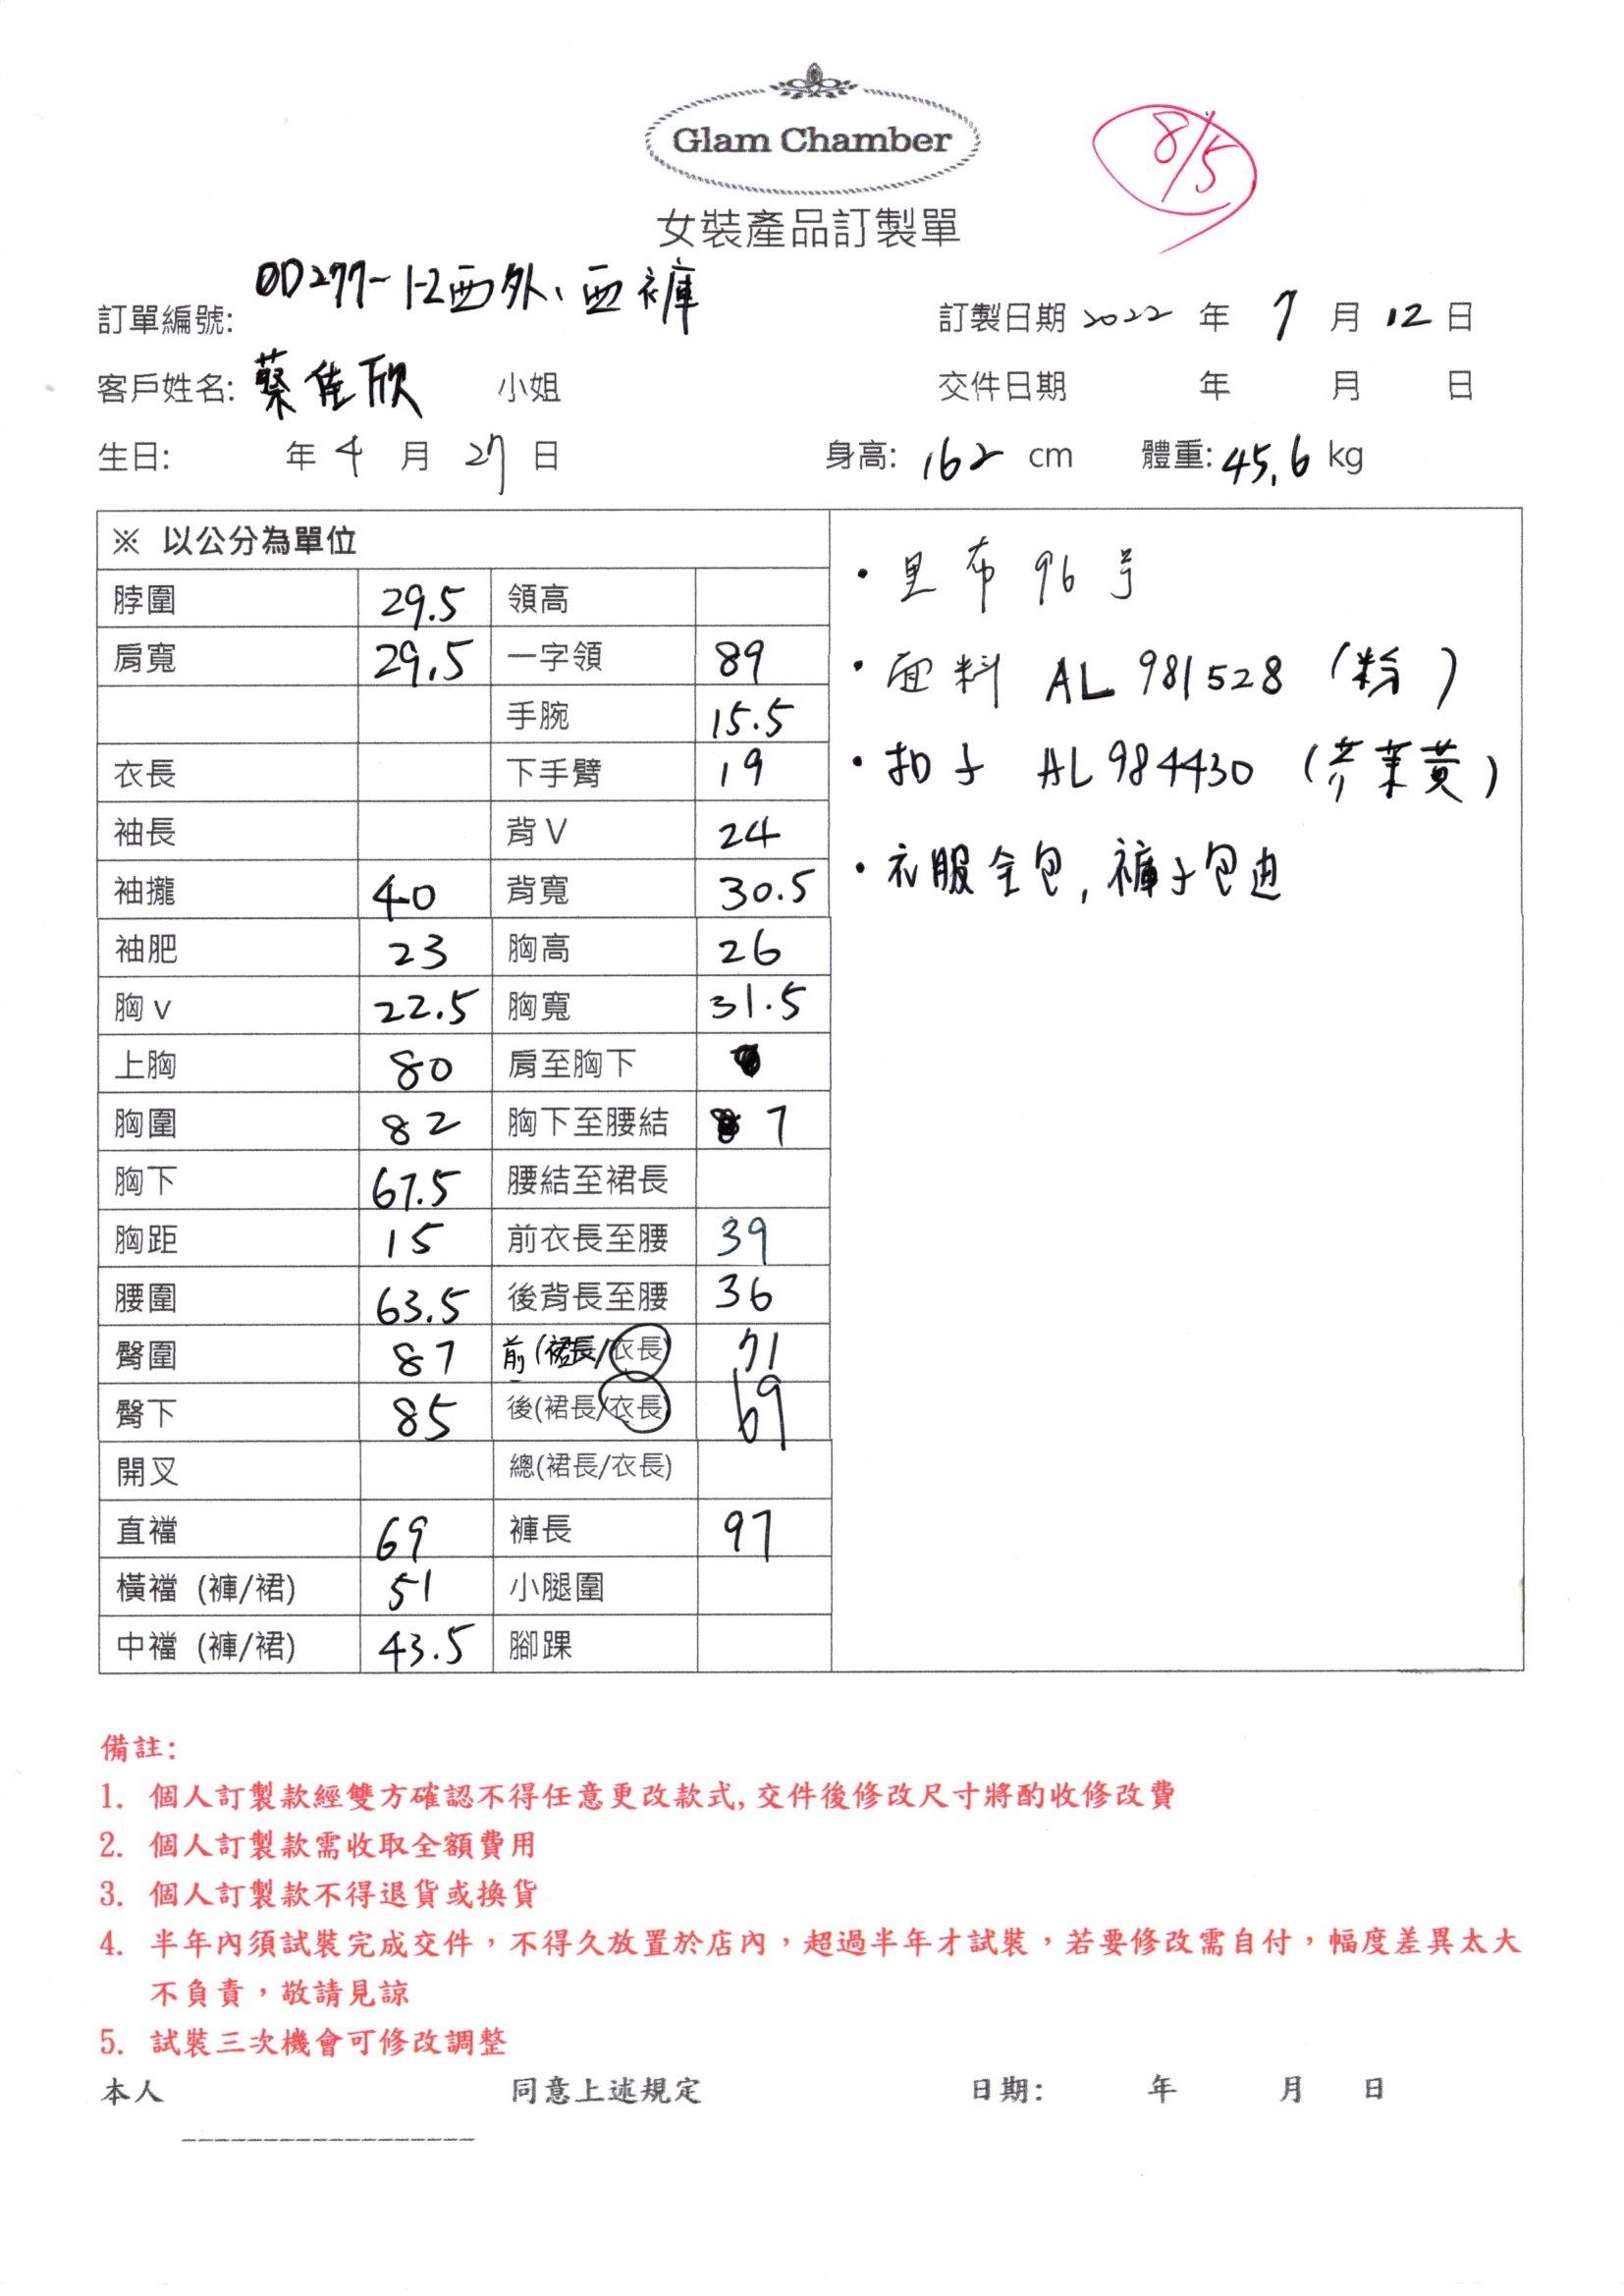 Glam Chamber
8/5
女裝產品訂製單
訂單編號: OD277-1-2西外、西褲
訂製日期 2022 年 7 月 12 日
客戶姓名: 蔡佳欣 小姐
交件日期 年 月 日
生日: 年 4 月 27 日 身高: 162 cm 體重: 45.6 kg
※ 以公分為單位
脖圍 29.5 領高
肩寬 29.5 一字領 89
手腕 15.5
衣長 下手臂 19
袖長 背V 24
袖攏 40 背寬 30.5
袖肥 23 胸高 26
胸v 22.5 胸寬 31.5
上胸 80 肩至胸下
胸圍 82 胸下至腰結 7
胸下 67.5 腰結至裙長
胸距 15 前衣長至腰 39
腰圍 63.5 後背長至腰 36
臀圍 87 前(裙長/衣長) 71
臀下 85 後(裙長/衣長) 69
開叉 總(裙長/衣長)
直襠 69 褲長 97
橫襠 (褲/裙) 51 小腿圍
中襠 (褲/裙) 43.5 腳踝
• 里布 96号
• 面料 AL 981528 (粉)
• 扣子 AL984430 (芥茉黃)
• 衣服全包, 褲子包边
備註:
1. 個人訂製款經雙方確認不得任意更改款式,交件後修改尺寸將酌收修改費
2. 個人訂製款需收取全額費用
3. 個人訂製款不得退貨或換貨
4. 半年內須試裝完成交件，不得久放置於店內，超過半年才試裝，若要修改需自付，幅度差異太大
不負責，敬請見諒
5. 試裝三次機會可修改調整
本人 同意上述規定 日期: 年 月 日